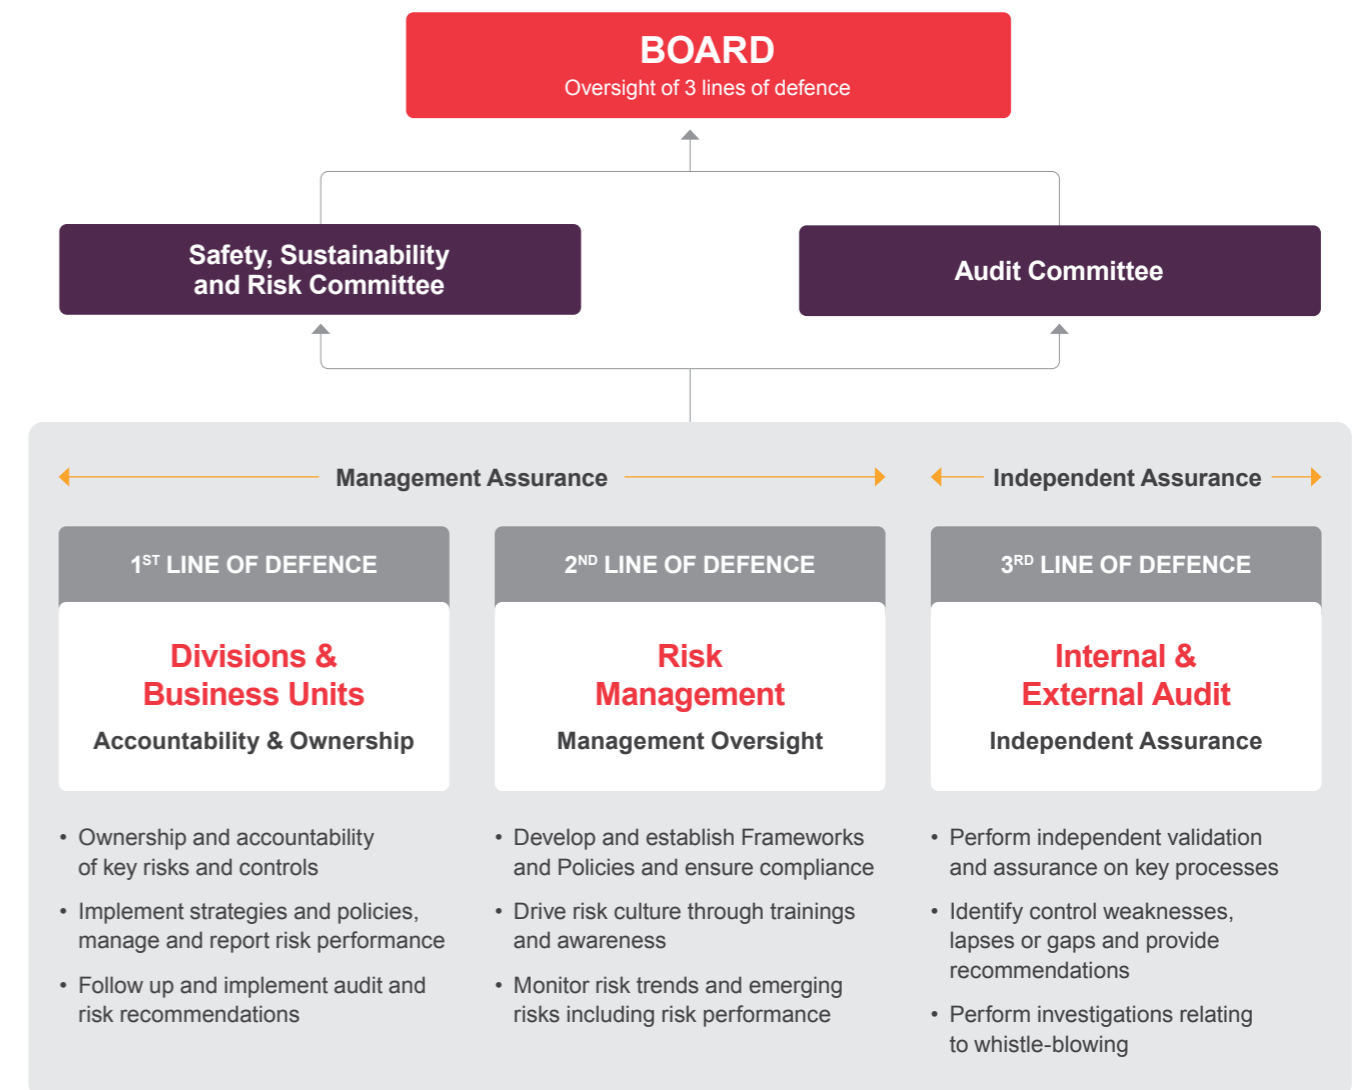 BOARD
Oversight of 3 lines of defence
Safety, Sustainability
and Risk Committee
Audit Committee
Management Assurance
Independent Assurance
1ST LINE OF DEFENCE
Divisions &
Business Units
Accountability & Ownership
• Ownership and accountability
of key risks and controls
• Implement strategies and policies,
manage and report risk performance
• Follow up and implement audit and
risk recommendations
2ND LINE OF DEFENCE
Risk
Management
Management Oversight
• Develop and establish Frameworks
and Policies and ensure compliance
• Drive risk culture through trainings
and awareness
• Monitor risk trends and emerging
risks including risk performance
3RD LINE OF DEFENCE
Internal &
External Audit
Independent Assurance
• Perform independent validation
and assurance on key processes
• Identify control weaknesses,
lapses or gaps and provide
recommendations
• Perform investigations relating
to whistle-blowing